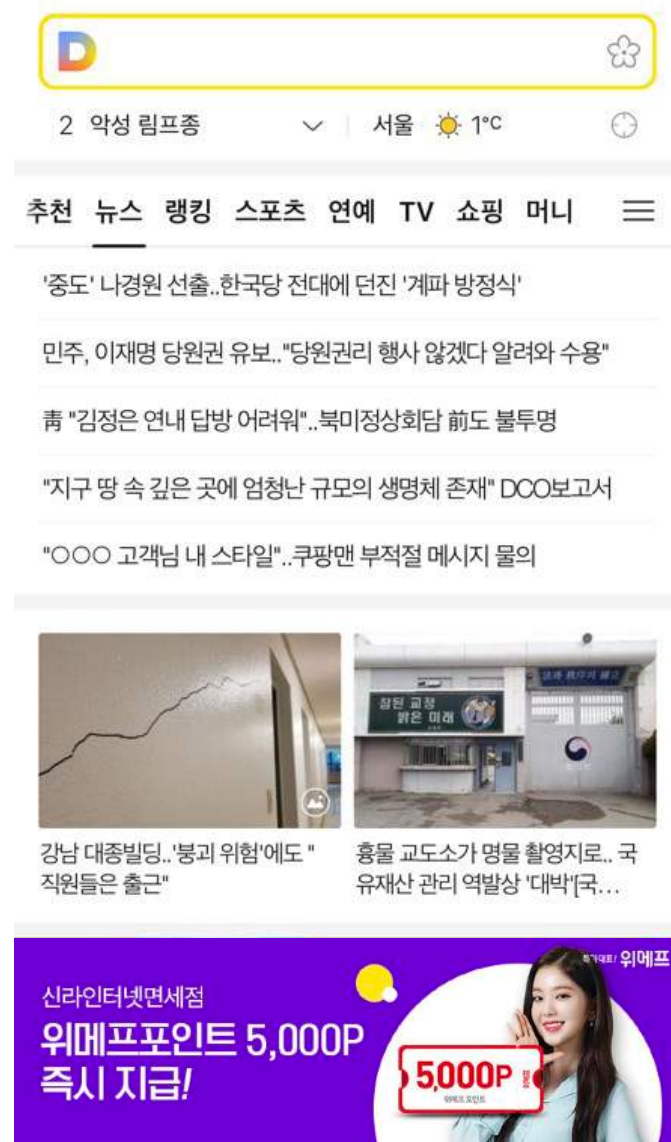 D
2 악성 림프종 서울 1°C
추천 뉴스 랭킹 스포츠 연예 TV 쇼핑 머니
'중도' 나경원 선출..한국당 전대에 던진 '계파 방정식'
민주, 이재명 당원권 유보.."당원권리 행사 않겠다 알려와 수용"
靑 "김정은 연내 답방 어려워"..북미정상회담 前도 불투명
"지구 땅 속 깊은 곳에 엄청난 규모의 생명체 존재" DCO보고서
"○○○ 고객님 내 스타일"..쿠팡맨 부적절 메시지 물의
참된 교정
밝은 미래
강남 대종빌딩..'붕괴 위험'에도 "
직원들은 출근"
흉물 교도소가 명물 촬영지로.. 국
유재산 관리 역발상 '대박'[국...
특가대표! 위메프
신라인터넷면세점
위메프포인트 5,000P
즉시 지급!
5,000P
위메프 포인트